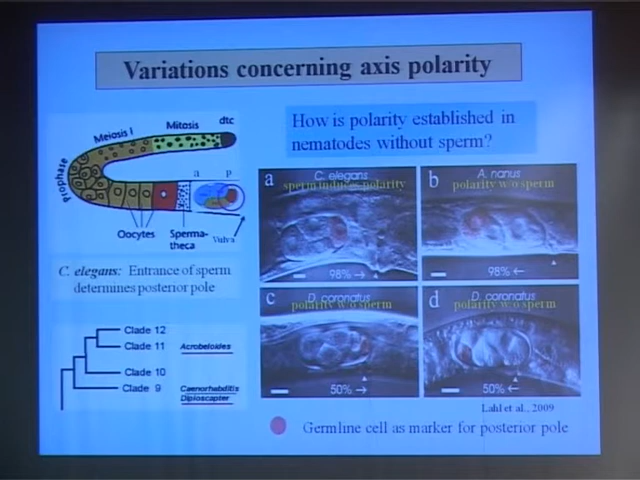 Variations concerning axis polarity
How is polarity established in
nematodes without sperm?
dtc
Mitosis
Meiosis I
Prophase
a
p
Oocytes
Sperma-
theca
Vulva
C. elegans: Entrance of sperm
determines posterior pole
Clade 12
Clade 11 Acrobeloides
Clade 10
Clade 9 Caenorhabditis
Diploscapter
a
C. elegans
sperm induces polarity
98% →
b
A. nanus
polarity w/o sperm
98% ←
c
D. coronatus
polarity w/o sperm
50% →
d
D. coronatus
polarity w/o sperm
50% ←
Lahl et al., 2009
Germline cell as marker for posterior pole